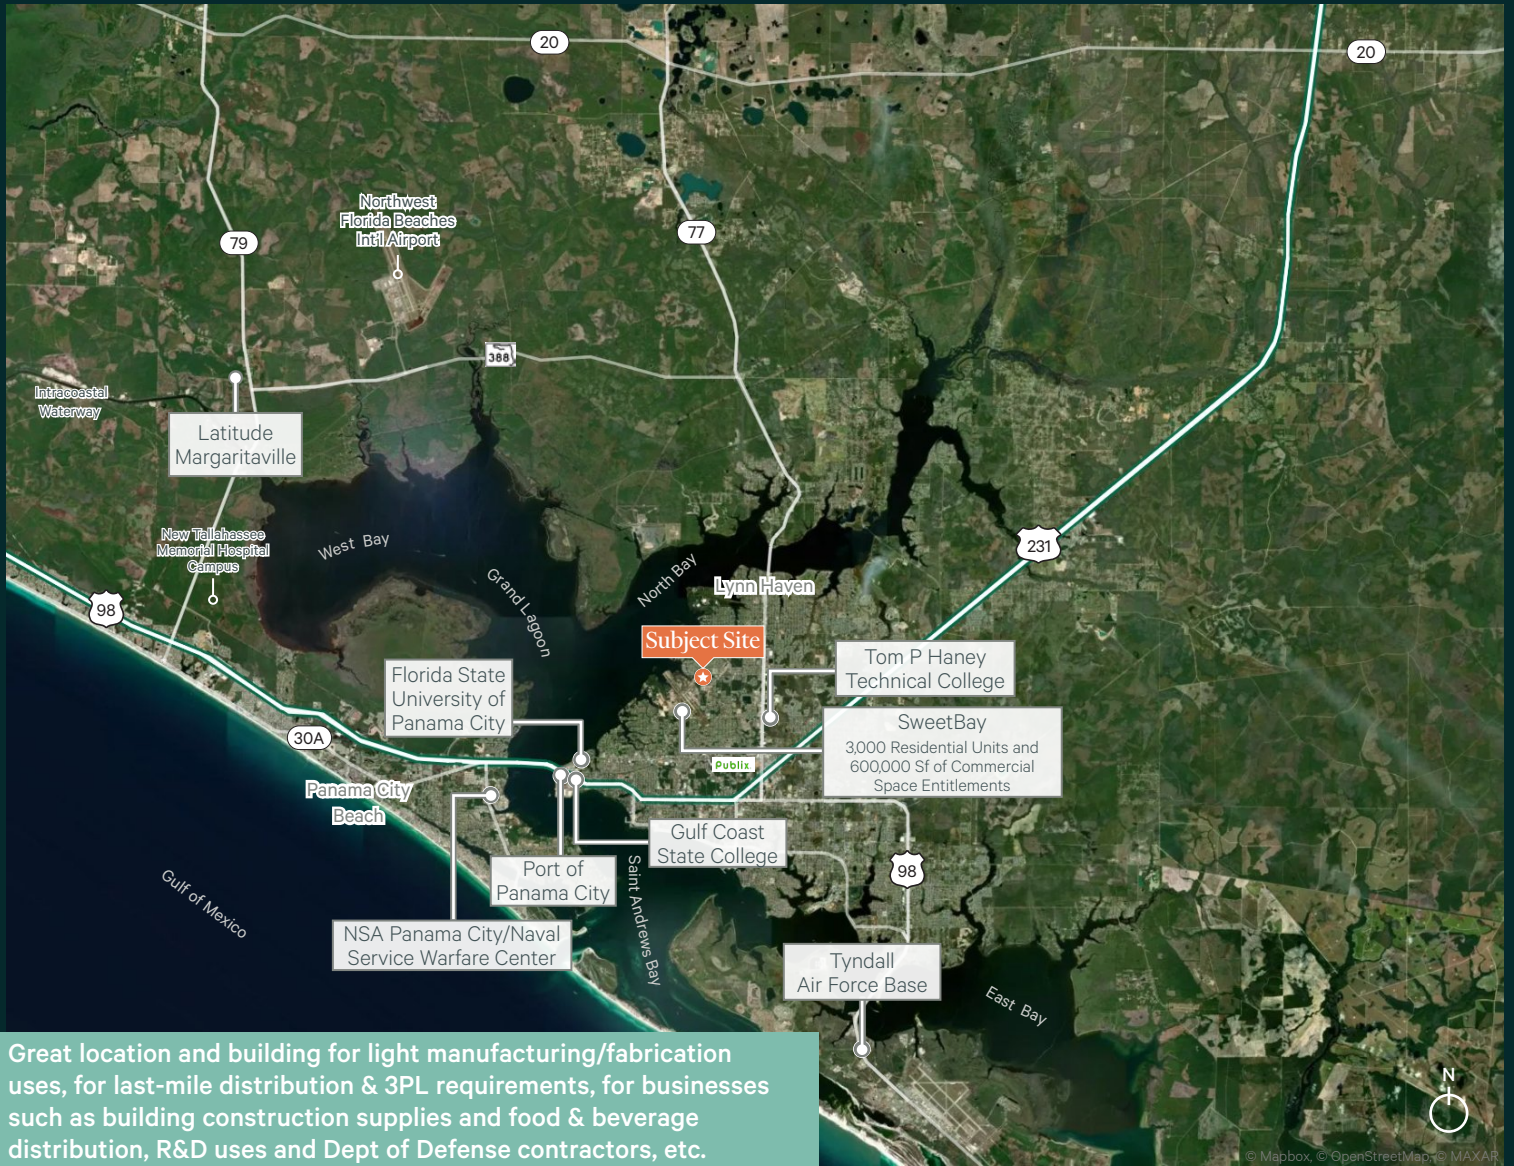 20
20
Northwest
Florida Beaches
Int'l Airport
79
77
388
Intracoastal
Waterway
Latitude
Margaritaville
New Tallahassee
Memorial Hospital
Campus
West Bay
Grand Lagoon
North Bay
Lynn Haven
231
98
Subject Site
Florida State
University of
Panama City
Tom P Haney
Technical College
SweetBay
3,000 Residential Units and
600,000 Sf of Commercial
Space Entitlements
30A
Publix
Panama City
Beach
Gulf Coast
State College
Port of
Panama City
98
Gulf of Mexico
Saint Andrews Bay
NSA Panama City/Naval
Service Warfare Center
Tyndall
Air Force Base
East Bay
Great location and building for light manufacturing/fabrication
uses, for last-mile distribution & 3PL requirements, for businesses
such as building construction supplies and food & beverage
distribution, R&D uses and Dept of Defense contractors, etc.
N
© Mapbox, © OpenStreetMap, © MAXAR